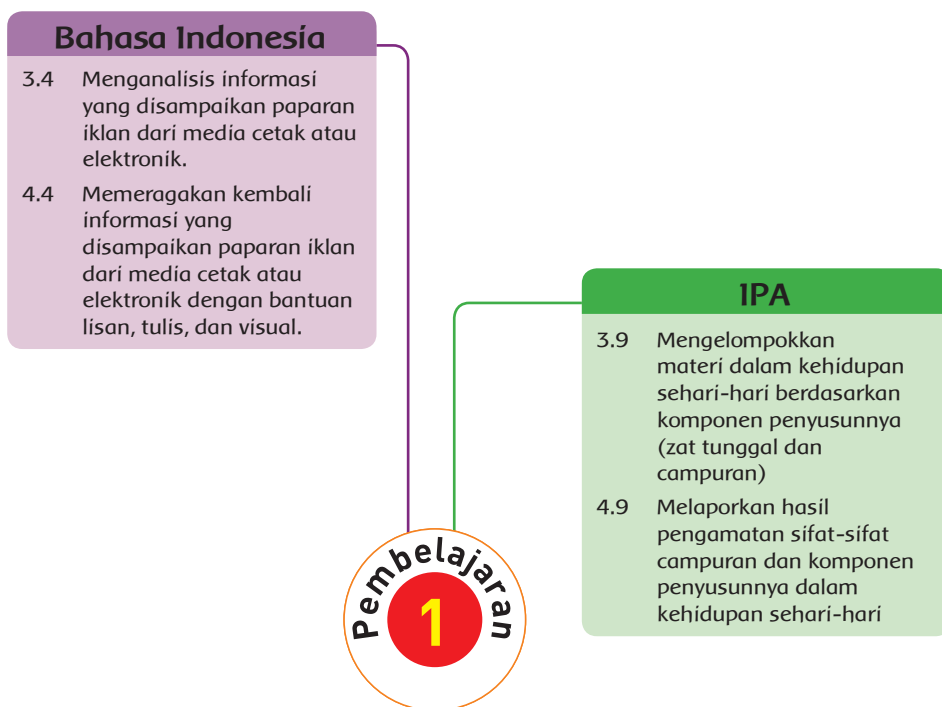 Bahasa Indonesia
3.4 Menganalisis informasi
yang disampaikan paparan
iklan dari media cetak atau
elektronik.
4.4 Memeragakan kembali
informasi yang
disampaikan paparan iklan
dari media cetak atau
elektronik dengan bantuan
lisan, tulis, dan visual.
IPA
3.9 Mengelompokkan
materi dalam kehidupan
sehari-hari berdasarkan
komponen penyusunnya
(zat tunggal dan
campuran)
4.9 Melaporkan hasil
pengamatan sifat-sifat
campuran dan komponen
penyusunnya dalam
kehidupan sehari-hari
Pembelajaran
1